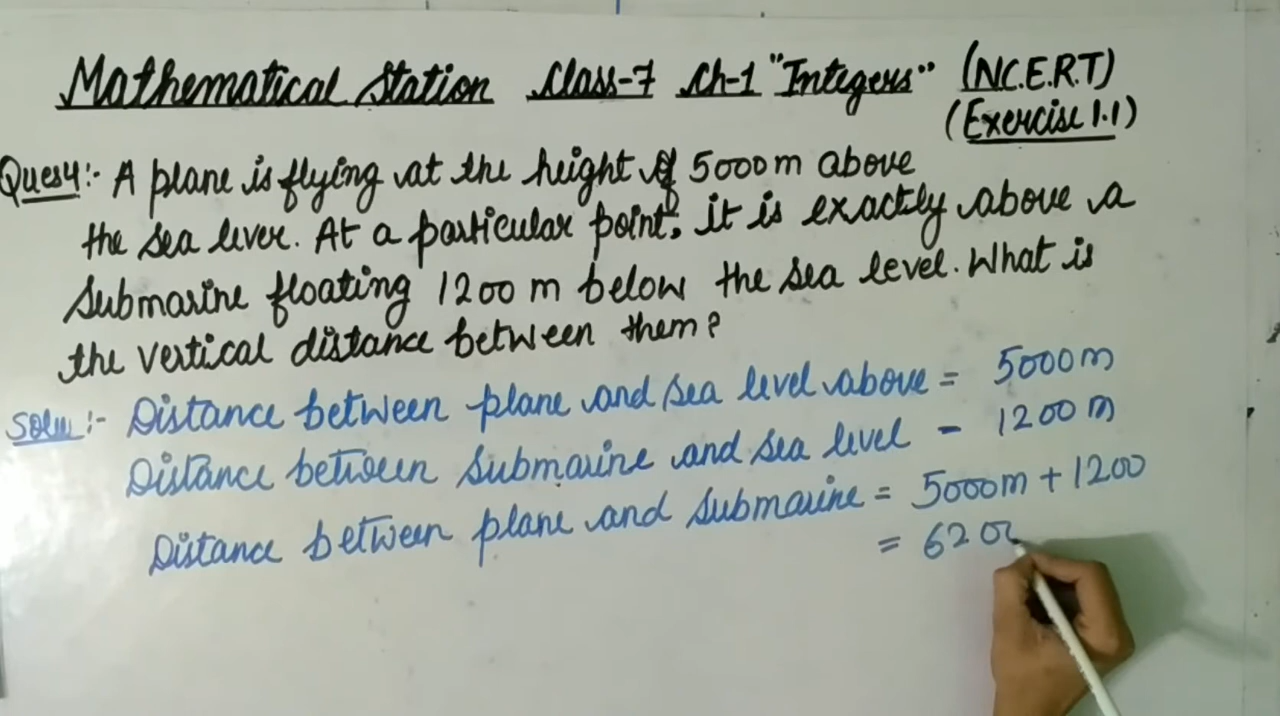 Mathematical Station Class-7 Ch-1 "Integers" (N.C.E.R.T)
(Exercise 1.1)
Ques4:- A plane is flying at the height of 5000m above
the sea lever. At a particular point, it is exactly above a
Submarine floating 1200 m below the sea level. What is
the vertical distance between them?
Solu:- Distance between plane and sea level above = 5000m
Distance between Submarine and sea level - 1200 m
Distance between plane and submarine = 5000m + 1200
= 6200